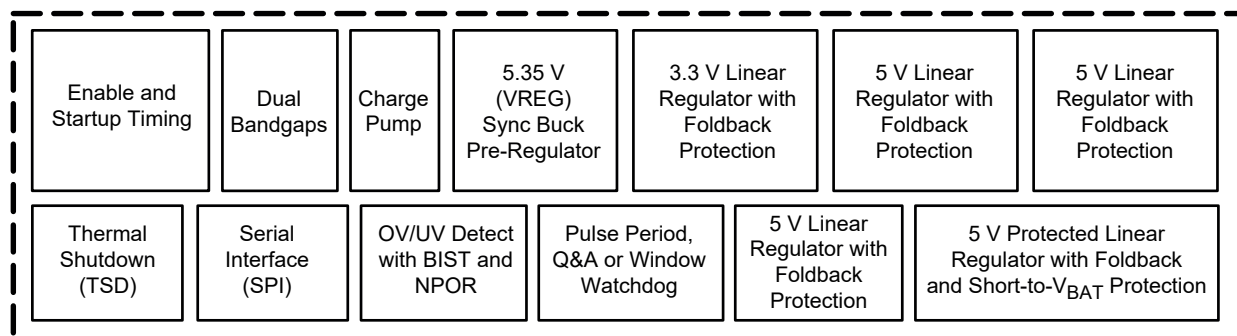 Enable and
Startup Timing
Dual
Bandgaps
Charge
Pump
5.35 V
(VREG)
Sync Buck
Pre-Regulator
3.3 V Linear
Regulator with
Foldback
Protection
5 V Linear
Regulator with
Foldback
Protection
5 V Linear
Regulator with
Foldback
Protection
Thermal
Shutdown
(TSD)
Serial
Interface
(SPI)
OV/UV Detect
with BIST and
NPOR
Pulse Period,
Q&A or Window
Watchdog
5 V Linear
Regulator with
Foldback
Protection
5 V Protected Linear
Regulator with Foldback
and Short-to-VBAT Protection